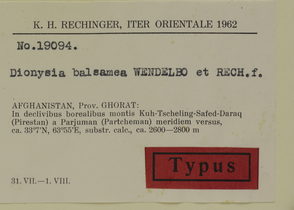 K. H. RECHINGER, ITER ORIENTALE 1962
No.19094.
Dionysia balsamea WENDELBO et RECH.f.
AFGHANISTAN, Prov. GHORAT:
In declivibus borealibus montis Kuh-Tscheling-Safed-Daraq
(Pirestan) a Parjuman (Partcheman) meridiem versus,
ca. 33°7'N, 63°55'E, substr. calc., ca. 2600—2800 m
Typus
31. VII.—1. VIII.